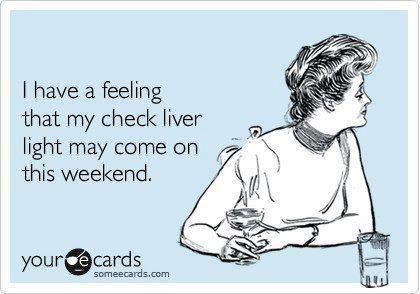 I have a feeling
that my check liver
light may come on
this weekend.
your e cards
someecards.com